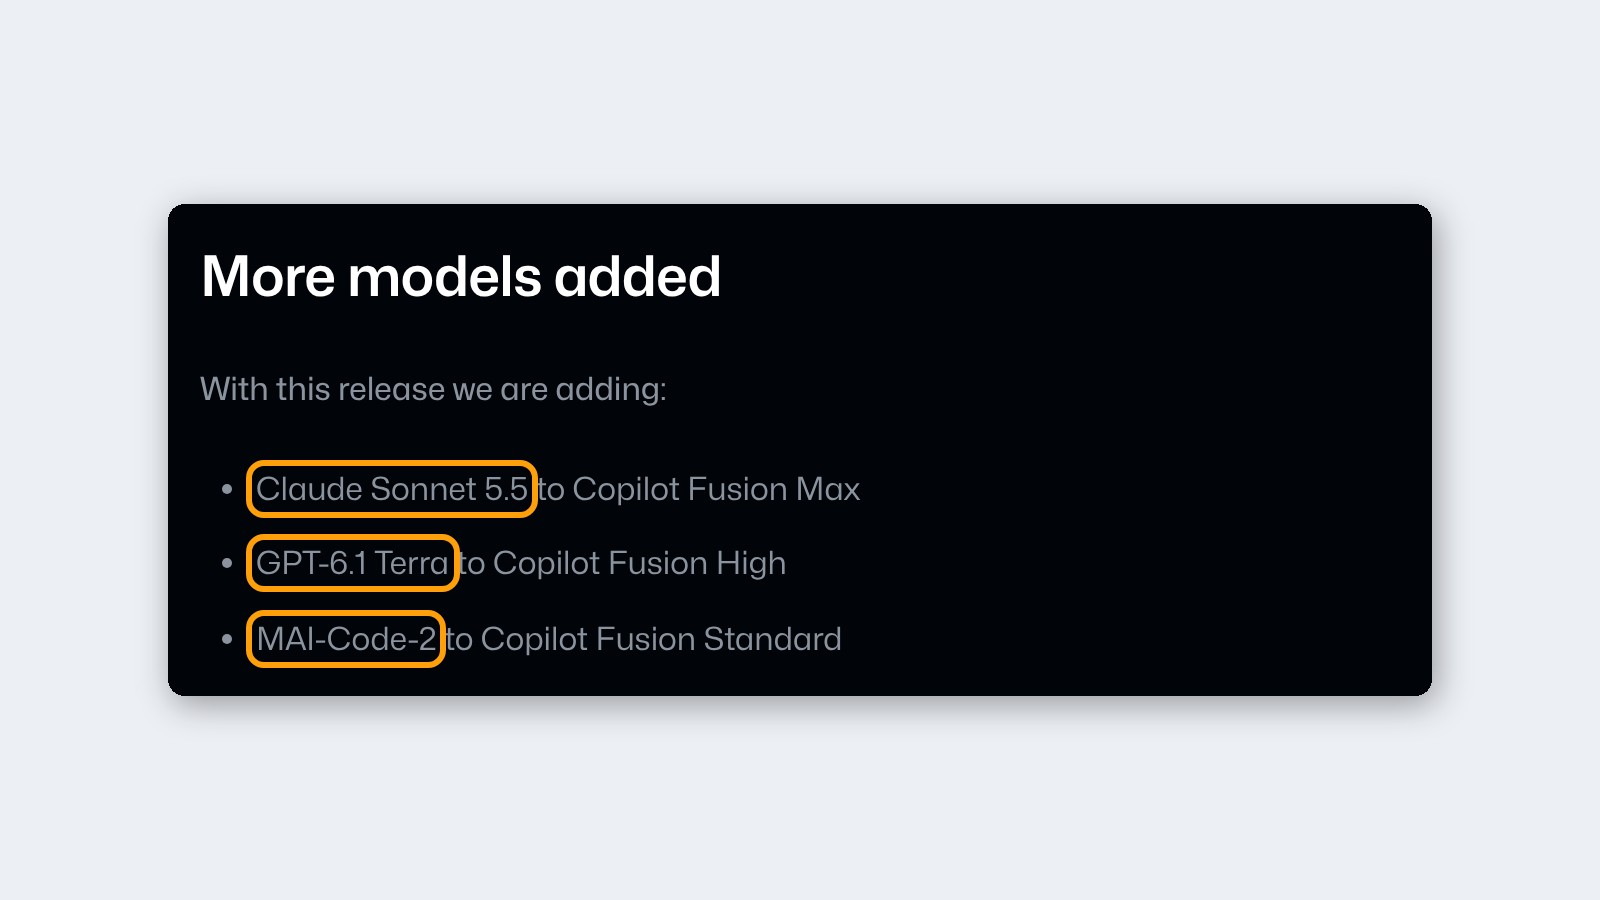 More models added
With this release we are adding:
• Claude Sonnet 5.5 to Copilot Fusion Max
• GPT-6.1 Terra to Copilot Fusion High
• MAI-Code-2 to Copilot Fusion Standard